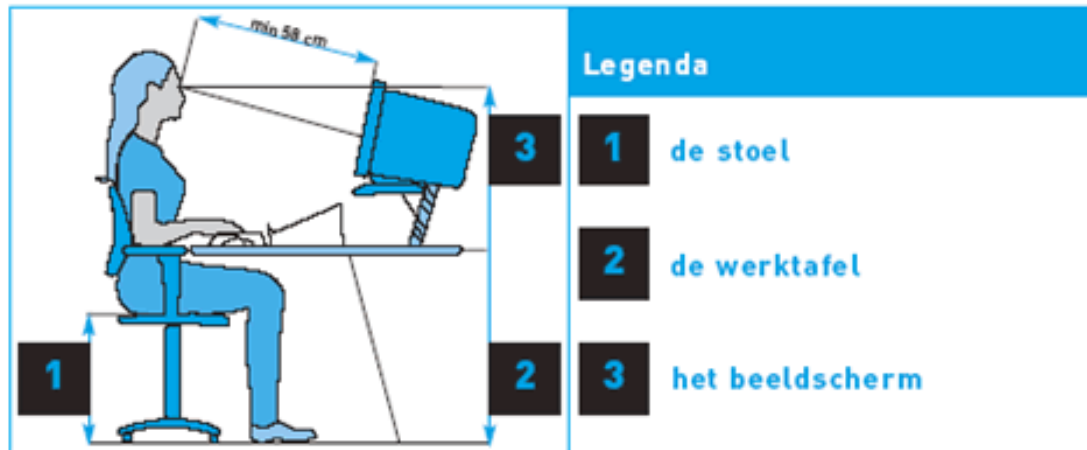 min 58 cm
Legenda
3
1 de stoel
2 de werktafel
1
2
3 het beeldscherm